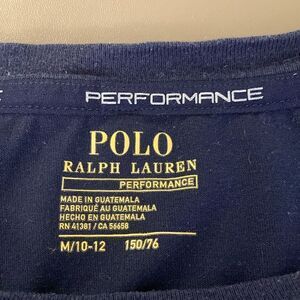 PERFORMANCE
POLO
RALPH LAUREN
PERFORMANCE
MADE IN GUATEMALA
FABRIQUÉ AU GUATEMALA
HECHO EN GUATEMALA
RN 41381 / CA 56658
M/10-12 150/76